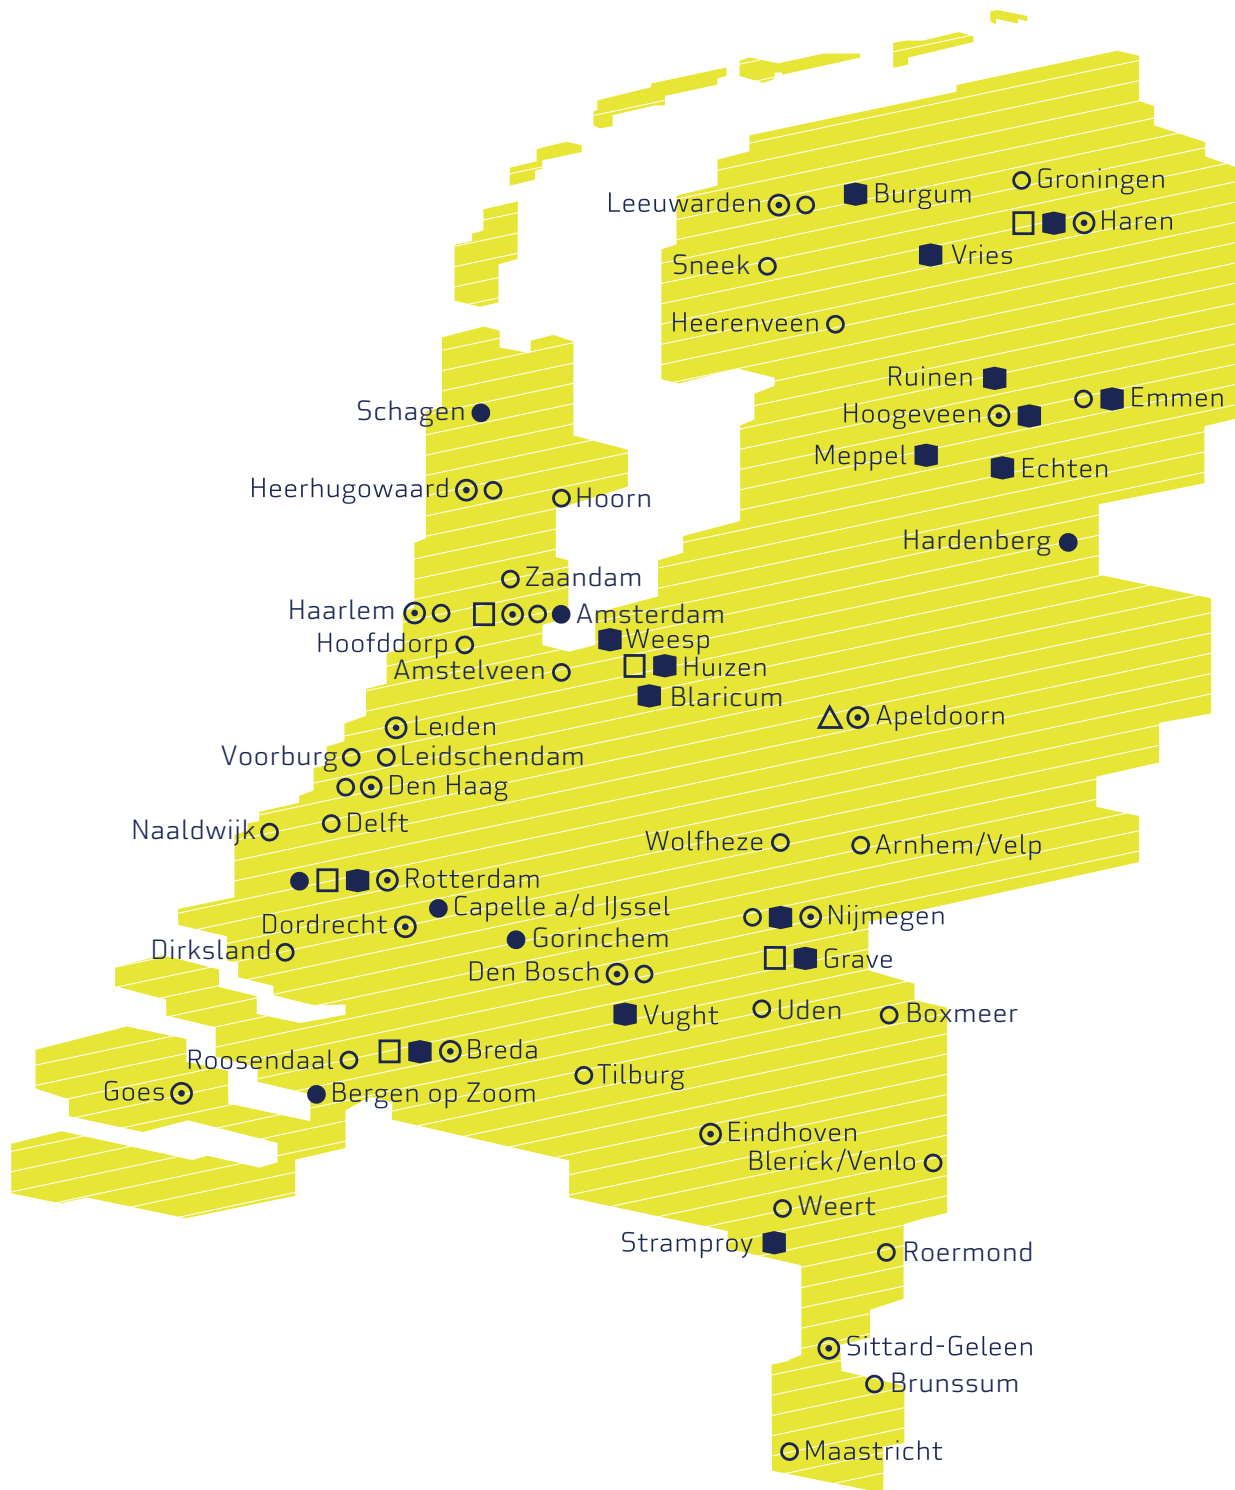 Groningen
Burgum
Leeuwarden
Haren
Vries
Sneek
Heerenveen
Ruinen
Emmen
Schagen
Hoogeveen
Meppel
Echten
Heerhugowaard
Hoorn
Hardenberg
Zaandam
Haarlem
Amsterdam
Weesp
Hoofddorp
Huizen
Amstelveen
Blaricum
Apeldoorn
Leiden
Voorburg
Leidschendam
Den Haag
Delft
Naaldwijk
Wolfheze
Arnhem/Velp
Rotterdam
Capelle a/d IJssel
Nijmegen
Dordrecht
Gorinchem
Dirksland
Grave
Den Bosch
Uden
Boxmeer
Vught
Breda
Roosendaal
Tilburg
Goes
Bergen op Zoom
Eindhoven
Blerick/Venlo
Weert
Stramproy
Roermond
Sittard-Geleen
Brunssum
Maastricht